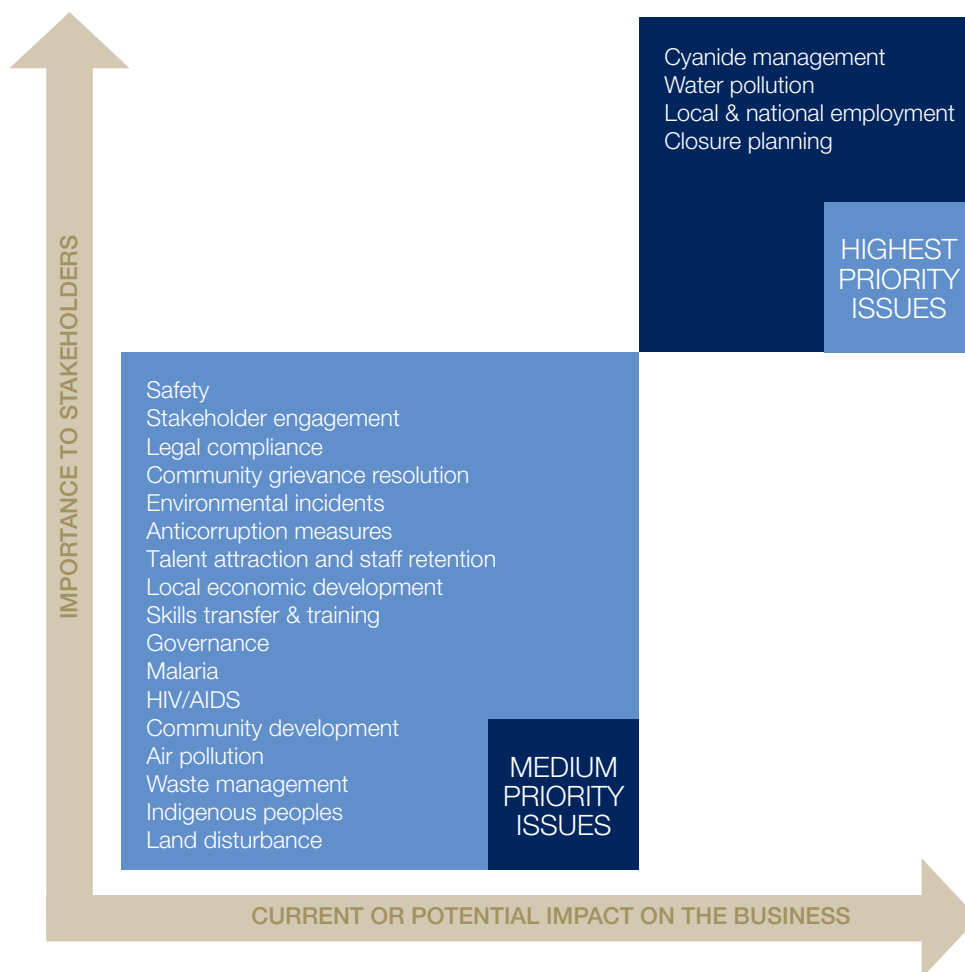 Cyanide management
Water pollution
Local & national employment
Closure planning
HIGHEST
PRIORITY
ISSUES
IMPORTANCE TO STAKEHOLDERS
Safety
Stakeholder engagement
Legal compliance
Community grievance resolution
Environmental incidents
Anticorruption measures
Talent attraction and staff retention
Local economic development
Skills transfer & training
Governance
Malaria
HIV/AIDS
Community development
Air pollution
Waste management
Indigenous peoples
Land disturbance
MEDIUM
PRIORITY
ISSUES
CURRENT OR POTENTIAL IMPACT ON THE BUSINESS